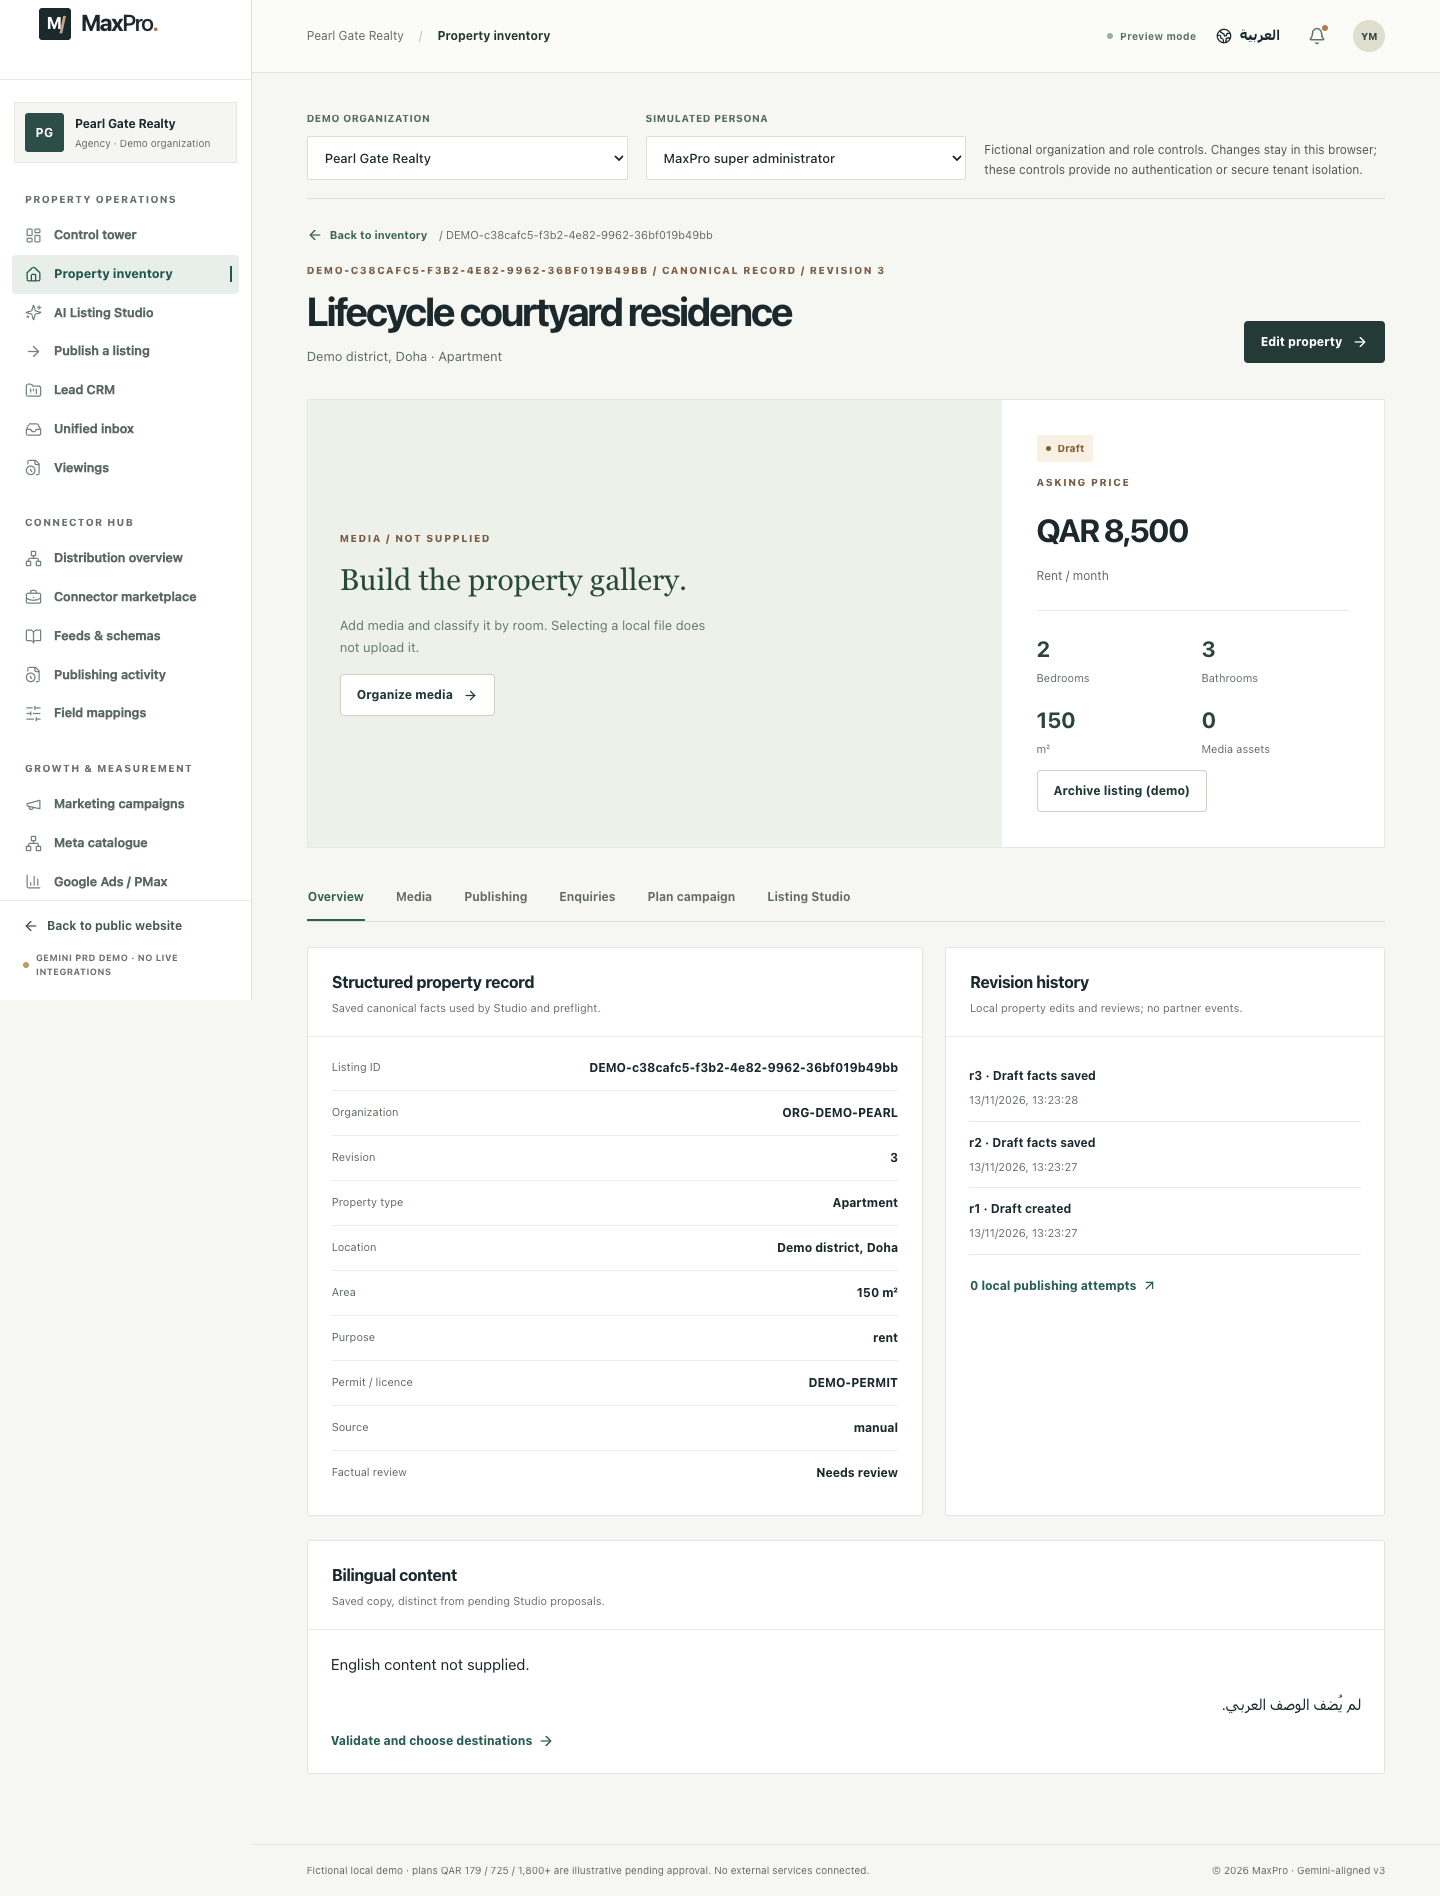 M/ MaxPro.
PG
Pearl Gate Realty
Agency · Demo organization
PROPERTY OPERATIONS
Control tower
Property inventory
AI Listing Studio
Publish a listing
Lead CRM
Unified inbox
Viewings
CONNECTOR HUB
Distribution overview
Connector marketplace
Feeds & schemas
Publishing activity
Field mappings
GROWTH & MEASUREMENT
Marketing campaigns
Meta catalogue
Google Ads / PMax
Back to public website
GEMINI PRD DEMO · NO LIVE
INTEGRATIONS
Pearl Gate Realty / Property inventory
Preview mode
العربية
YM
DEMO ORGANIZATION
Pearl Gate Realty
SIMULATED PERSONA
MaxPro super administrator
Fictional organization and role controls. Changes stay in this browser;
these controls provide no authentication or secure tenant isolation.
Back to inventory / DEMO-c38cafc5-f3b2-4e82-9962-36bf019b49bb
DEMO-C38CAFC5-F3B2-4E82-9962-36BF019B49BB / CANONICAL RECORD / REVISION 3
Lifecycle courtyard residence
Demo district, Doha · Apartment
Edit property
MEDIA / NOT SUPPLIED
Build the property gallery.
Add media and classify it by room. Selecting a local file does
not upload it.
Organize media
Draft
ASKING PRICE
QAR 8,500
Rent / month
2
Bedrooms
3
Bathrooms
150
m²
0
Media assets
Archive listing (demo)
Overview
Media
Publishing
Enquiries
Plan campaign
Listing Studio
Structured property record
Saved canonical facts used by Studio and preflight.
Listing ID DEMO-c38cafc5-f3b2-4e82-9962-36bf019b49bb
Organization ORG-DEMO-PEARL
Revision 3
Property type Apartment
Location Demo district, Doha
Area 150 m²
Purpose rent
Permit / licence DEMO-PERMIT
Source manual
Factual review Needs review
Revision history
Local property edits and reviews; no partner events.
r3 · Draft facts saved
13/11/2026, 13:23:28
r2 · Draft facts saved
13/11/2026, 13:23:27
r1 · Draft created
13/11/2026, 13:23:27
0 local publishing attempts
Bilingual content
Saved copy, distinct from pending Studio proposals.
English content not supplied.
لم يُضف الوصف العربي.
Validate and choose destinations
Fictional local demo · plans QAR 179 / 725 / 1,800+ are illustrative pending approval. No external services connected.
© 2026 MaxPro · Gemini-aligned v3